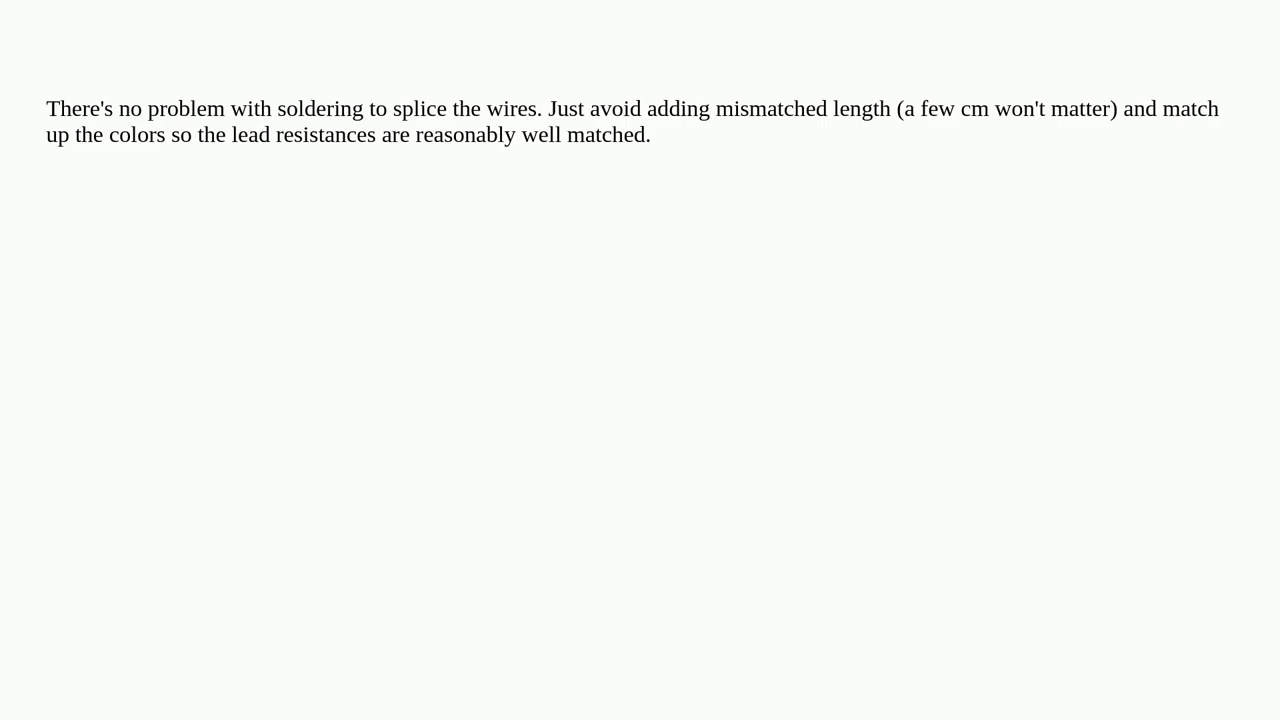 There's no problem with soldering to splice the wires. Just avoid adding mismatched length (a few cm won't matter) and match
up the colors so the lead resistances are reasonably well matched.